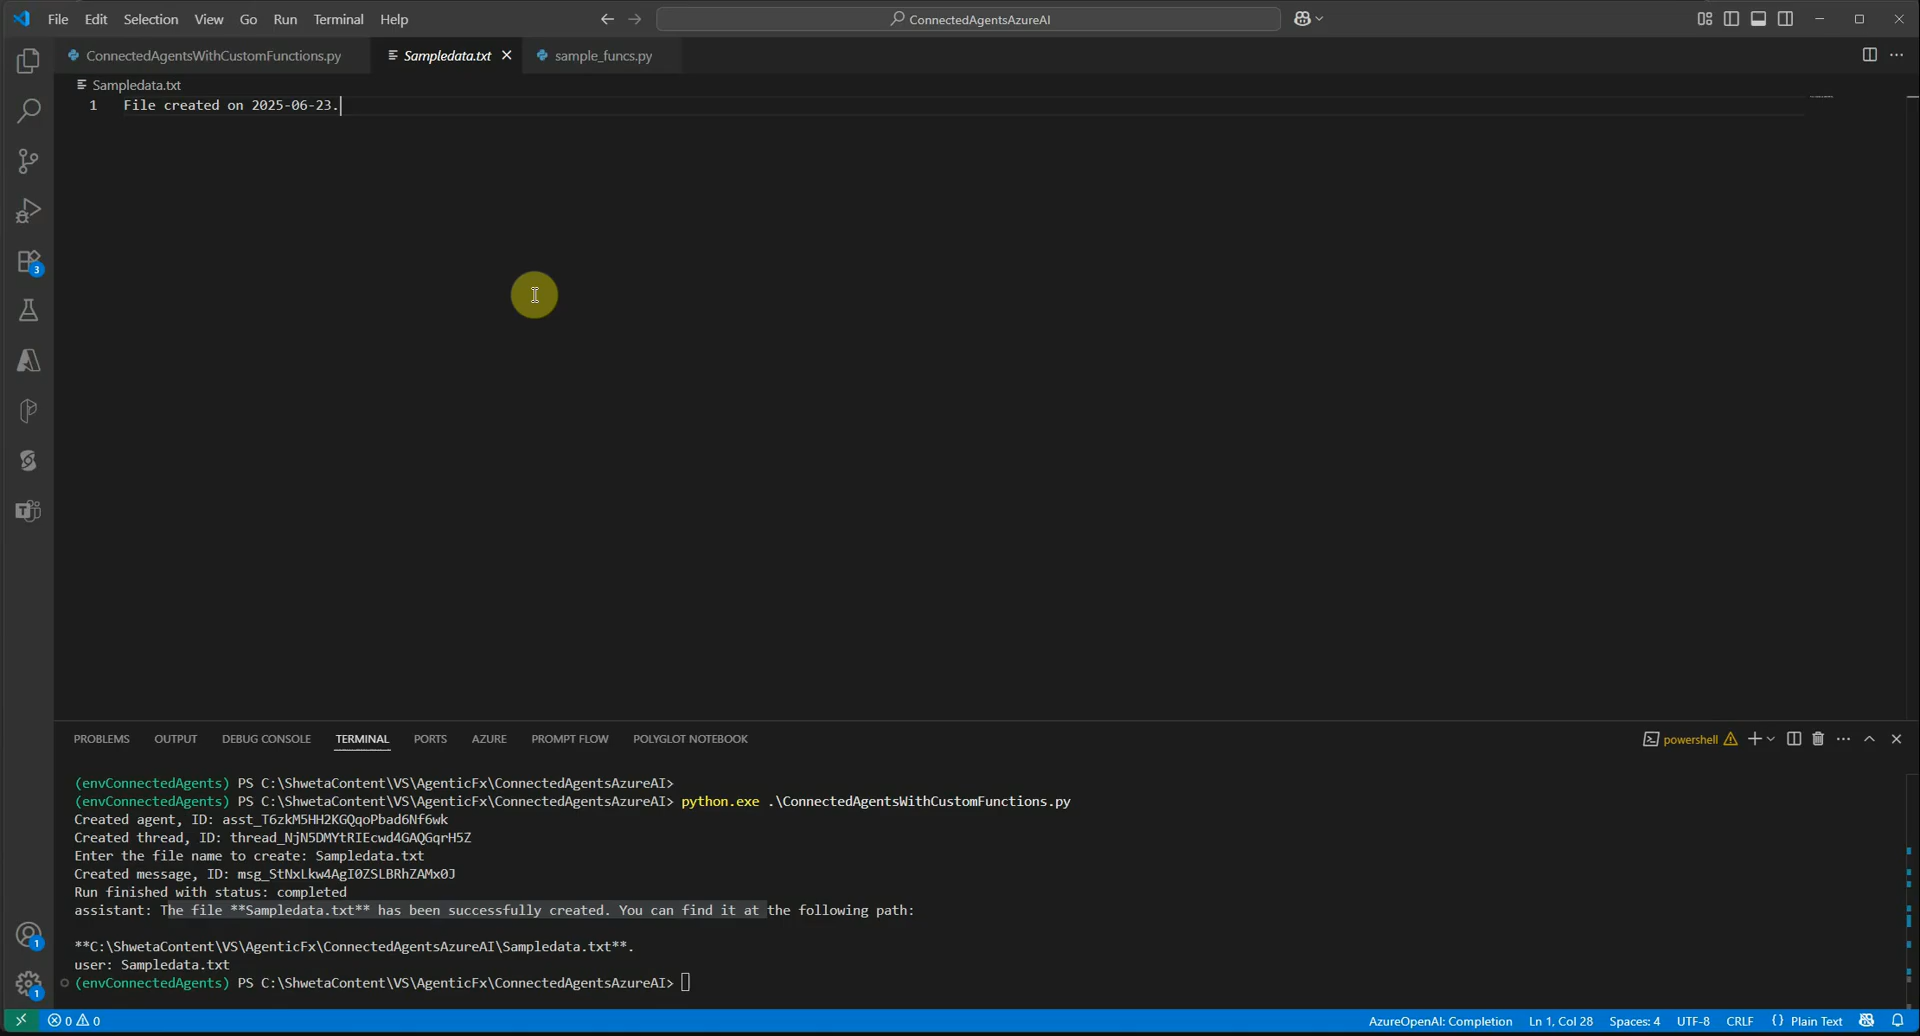 File Edit Selection View Go Run Terminal Help
ConnectedAgentsAzureAI
ConnectedAgentsWithCustomFunctions.py
Sampledata.txt
sample_funcs.py
Sampledata.txt
1 File created on 2025-06-23.
3
PROBLEMS OUTPUT DEBUG CONSOLE TERMINAL PORTS AZURE PROMPT FLOW POLYGLOT NOTEBOOK
powershell
(envConnectedAgents) PS C:\ShwetaContent\VS\AgenticFx\ConnectedAgentsAzureAI>
(envConnectedAgents) PS C:\ShwetaContent\VS\AgenticFx\ConnectedAgentsAzureAI> python.exe .\ConnectedAgentsWithCustomFunctions.py
Created agent, ID: asst_T6zkM5HH2KGQqoPbad6Nf6wk
Created thread, ID: thread_NjN5DMYtRIEcwd4GAQGqrH5Z
Enter the file name to create: Sampledata.txt
Created message, ID: msg_StNxLkw4AgI0ZSLBRhZAMx0J
Run finished with status: completed
assistant: The file **Sampledata.txt** has been successfully created. You can find it at the following path:
**C:\ShwetaContent\VS\AgenticFx\ConnectedAgentsAzureAI\Sampledata.txt**.
user: Sampledata.txt
(envConnectedAgents) PS C:\ShwetaContent\VS\AgenticFx\ConnectedAgentsAzureAI>
1
1
0 0
AzureOpenAI: Completion Ln 1, Col 28 Spaces: 4 UTF-8 CRLF {} Plain Text